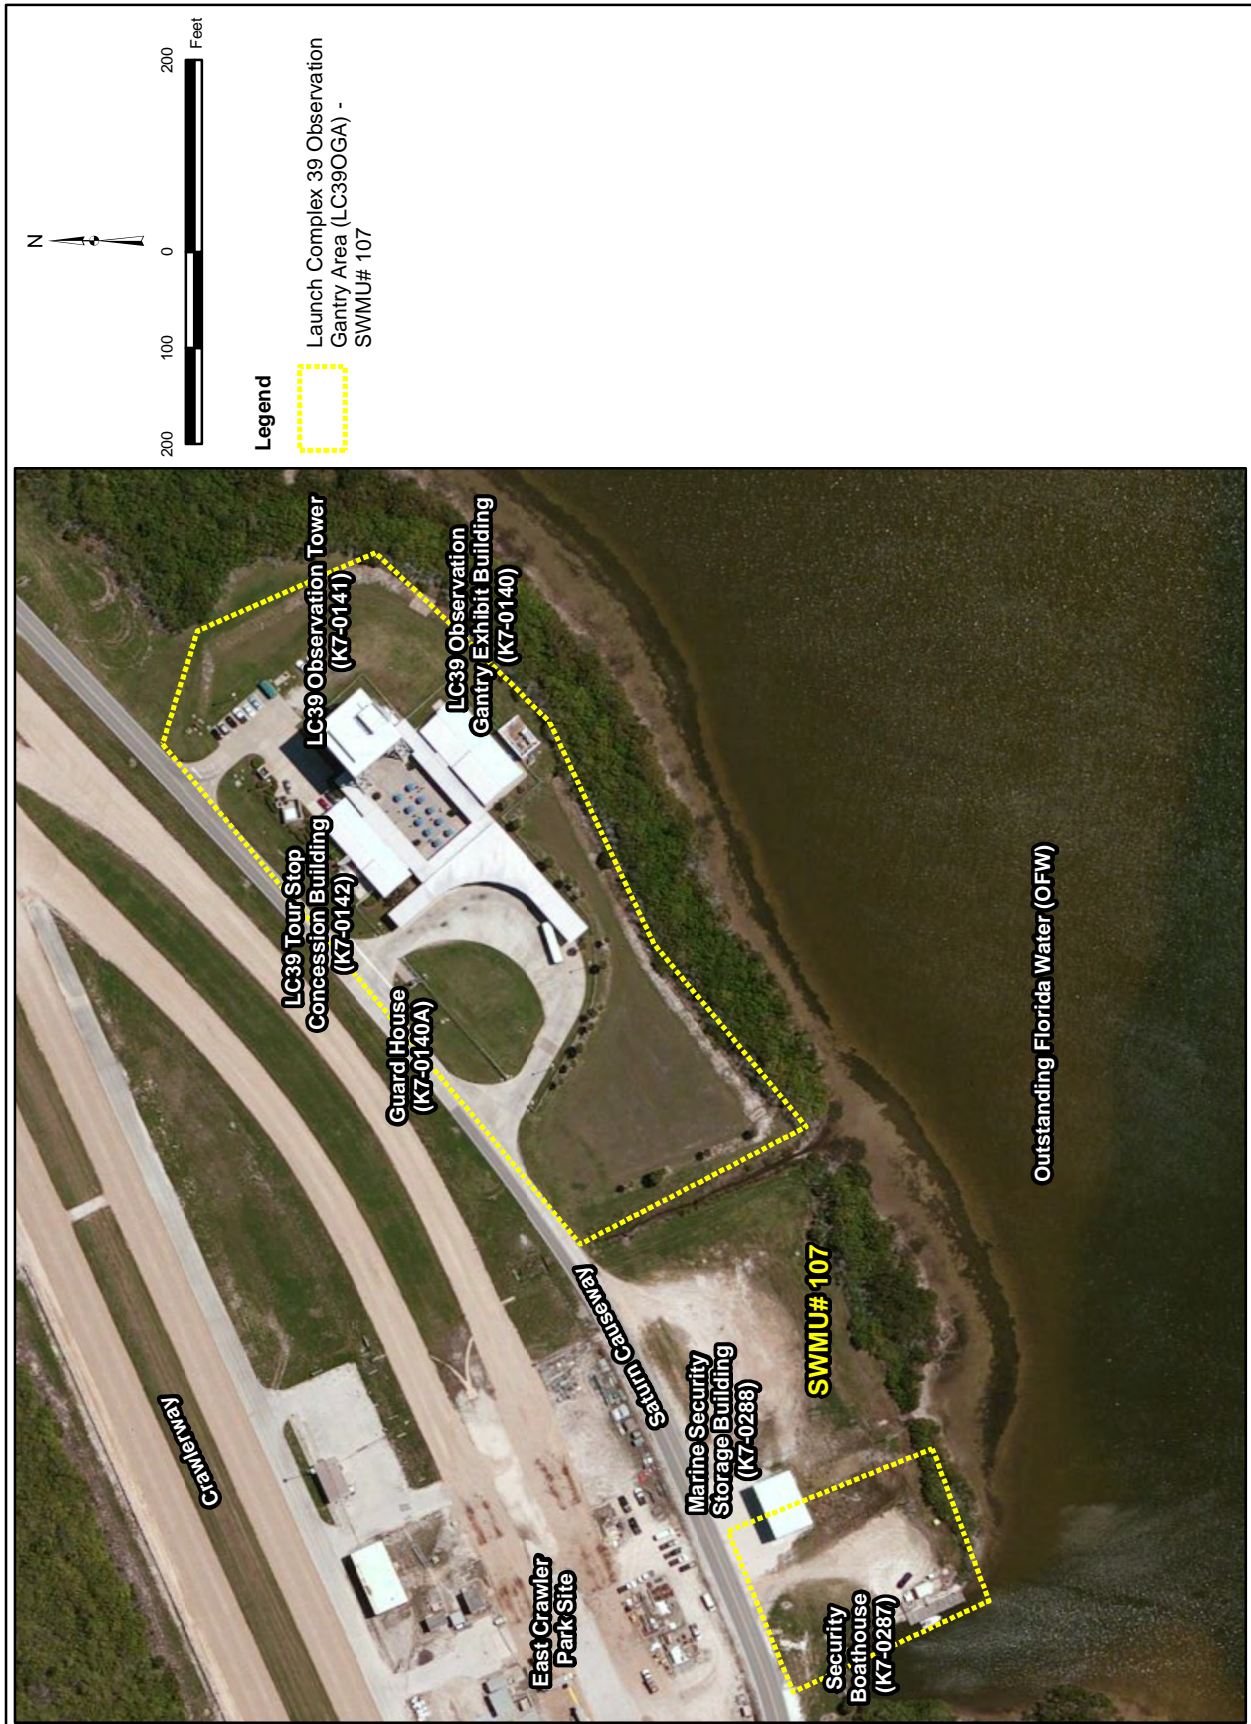 N
200
100
0
200
Feet
Legend
Launch Complex 39 Observation
Gantry Area (LC39OGA) -
SWMU# 107
LC39 Observation Tower
(K7-0141)
LC39 Observation
Gantry Exhibit Building
(K7-0140)
LC39 Tour Stop
Concession Building
(K7-0142)
Guard House
(K7-0140A)
Crawlerway
Saturn Causeway
East Crawler
Park Site
Marine Security
Storage Building
(K7-0288)
SWMU# 107
Security
Boathouse
(K7-0287)
Outstanding Florida Water (OFW)